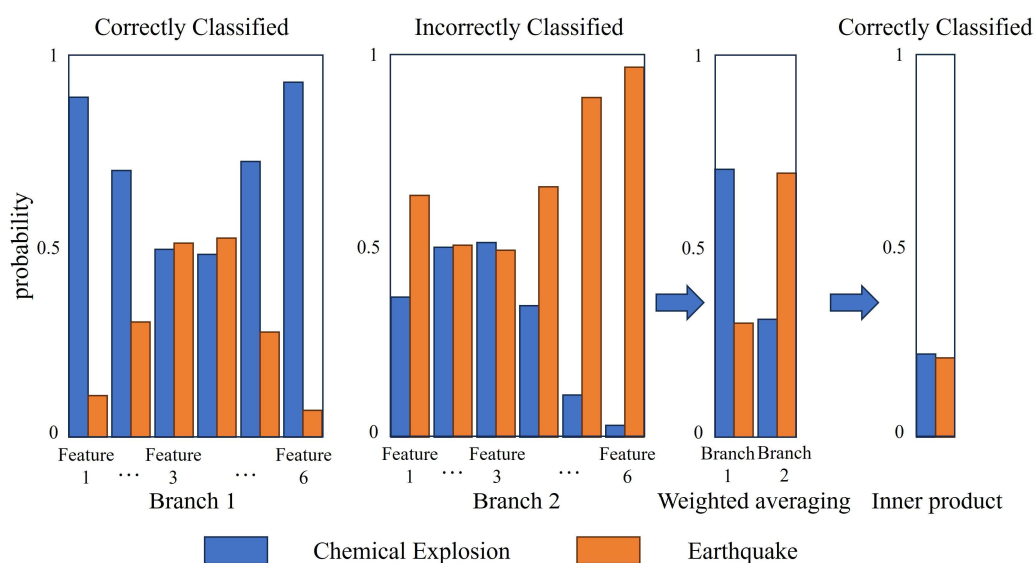 Correctly Classified
Incorrectly Classified
Correctly Classified
probability
1
0.5
0
Feature 1
...
Feature 3
...
Feature 6
Branch 1
1
0.5
0
Feature 1
...
Feature 3
...
Feature 6
Branch 2
1
0.5
0
Branch 1
Branch 2
Weighted averaging
1
0.5
0
Inner product
Chemical Explosion
Earthquake